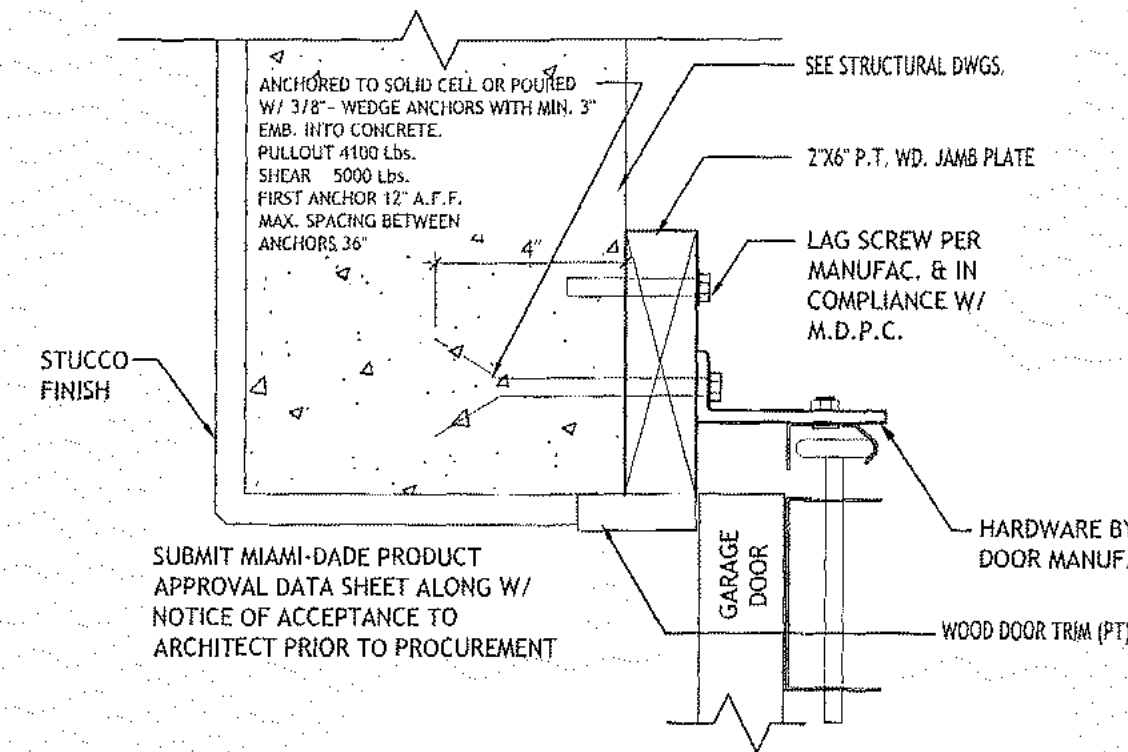 ANCHORED TO SOLID CELL OR POURED
W/ 3/8"- WEDGE ANCHORS WITH MIN. 3"
EMB. INTO CONCRETE.
PULLOUT 4100 Lbs.
SHEAR 5000 Lbs.
FIRST ANCHOR 12" A.F.F.
MAX. SPACING BETWEEN
ANCHORS 36"
SEE STRUCTURAL DWGS.
2"X6" P.T. WD. JAMB PLATE
LAG SCREW PER
MANUFAC. & IN
COMPLIANCE W/
M.D.P.C.
4"
STUCCO
FINISH
HARDWARE BY
DOOR MANUFA
GARAGE
DOOR
WOOD DOOR TRIM (PT)
SUBMIT MIAMI-DADE PRODUCT
APPROVAL DATA SHEET ALONG W/
NOTICE OF ACCEPTANCE TO
ARCHITECT PRIOR TO PROCUREMENT